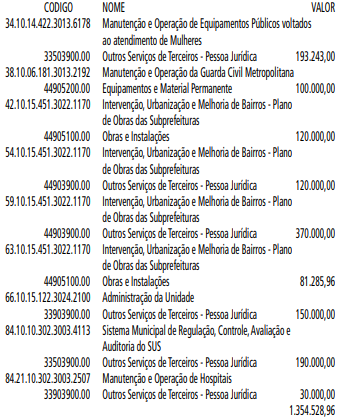 CODIGO NOME VALOR
34.10.14.422.3013.6178 Manutenção e Operação de Equipamentos Públicos voltados
ao atendimento de Mulheres
33503900.00 Outros Serviços de Terceiros - Pessoa Jurídica 193.243,00
38.10.06.181.3013.2192 Manutenção e Operação da Guarda Civil Metropolitana
44905200.00 Equipamentos e Material Permanente 100.000,00
42.10.15.451.3022.1170 Intervenção, Urbanização e Melhoria de Bairros - Plano
de Obras das Subprefeituras
44905100.00 Obras e Instalações 120.000,00
54.10.15.451.3022.1170 Intervenção, Urbanização e Melhoria de Bairros - Plano
de Obras das Subprefeituras
44903900.00 Outros Serviços de Terceiros - Pessoa Jurídica 120.000,00
59.10.15.451.3022.1170 Intervenção, Urbanização e Melhoria de Bairros - Plano
de Obras das Subprefeituras
44903900.00 Outros Serviços de Terceiros - Pessoa Jurídica 370.000,00
63.10.15.451.3022.1170 Intervenção, Urbanização e Melhoria de Bairros - Plano
de Obras das Subprefeituras
44905100.00 Obras e Instalações 81.285,96
66.10.15.122.3024.2100 Administração da Unidade
33903900.00 Outros Serviços de Terceiros - Pessoa Jurídica 150.000,00
84.10.10.302.3003.4113 Sistema Municipal de Regulação, Controle, Avaliação e
Auditoria do SUS
33503900.00 Outros Serviços de Terceiros - Pessoa Jurídica 190.000,00
84.21.10.302.3003.2507 Manutenção e Operação de Hospitais
33903900.00 Outros Serviços de Terceiros - Pessoa Jurídica 30.000,00
1.354.528,96